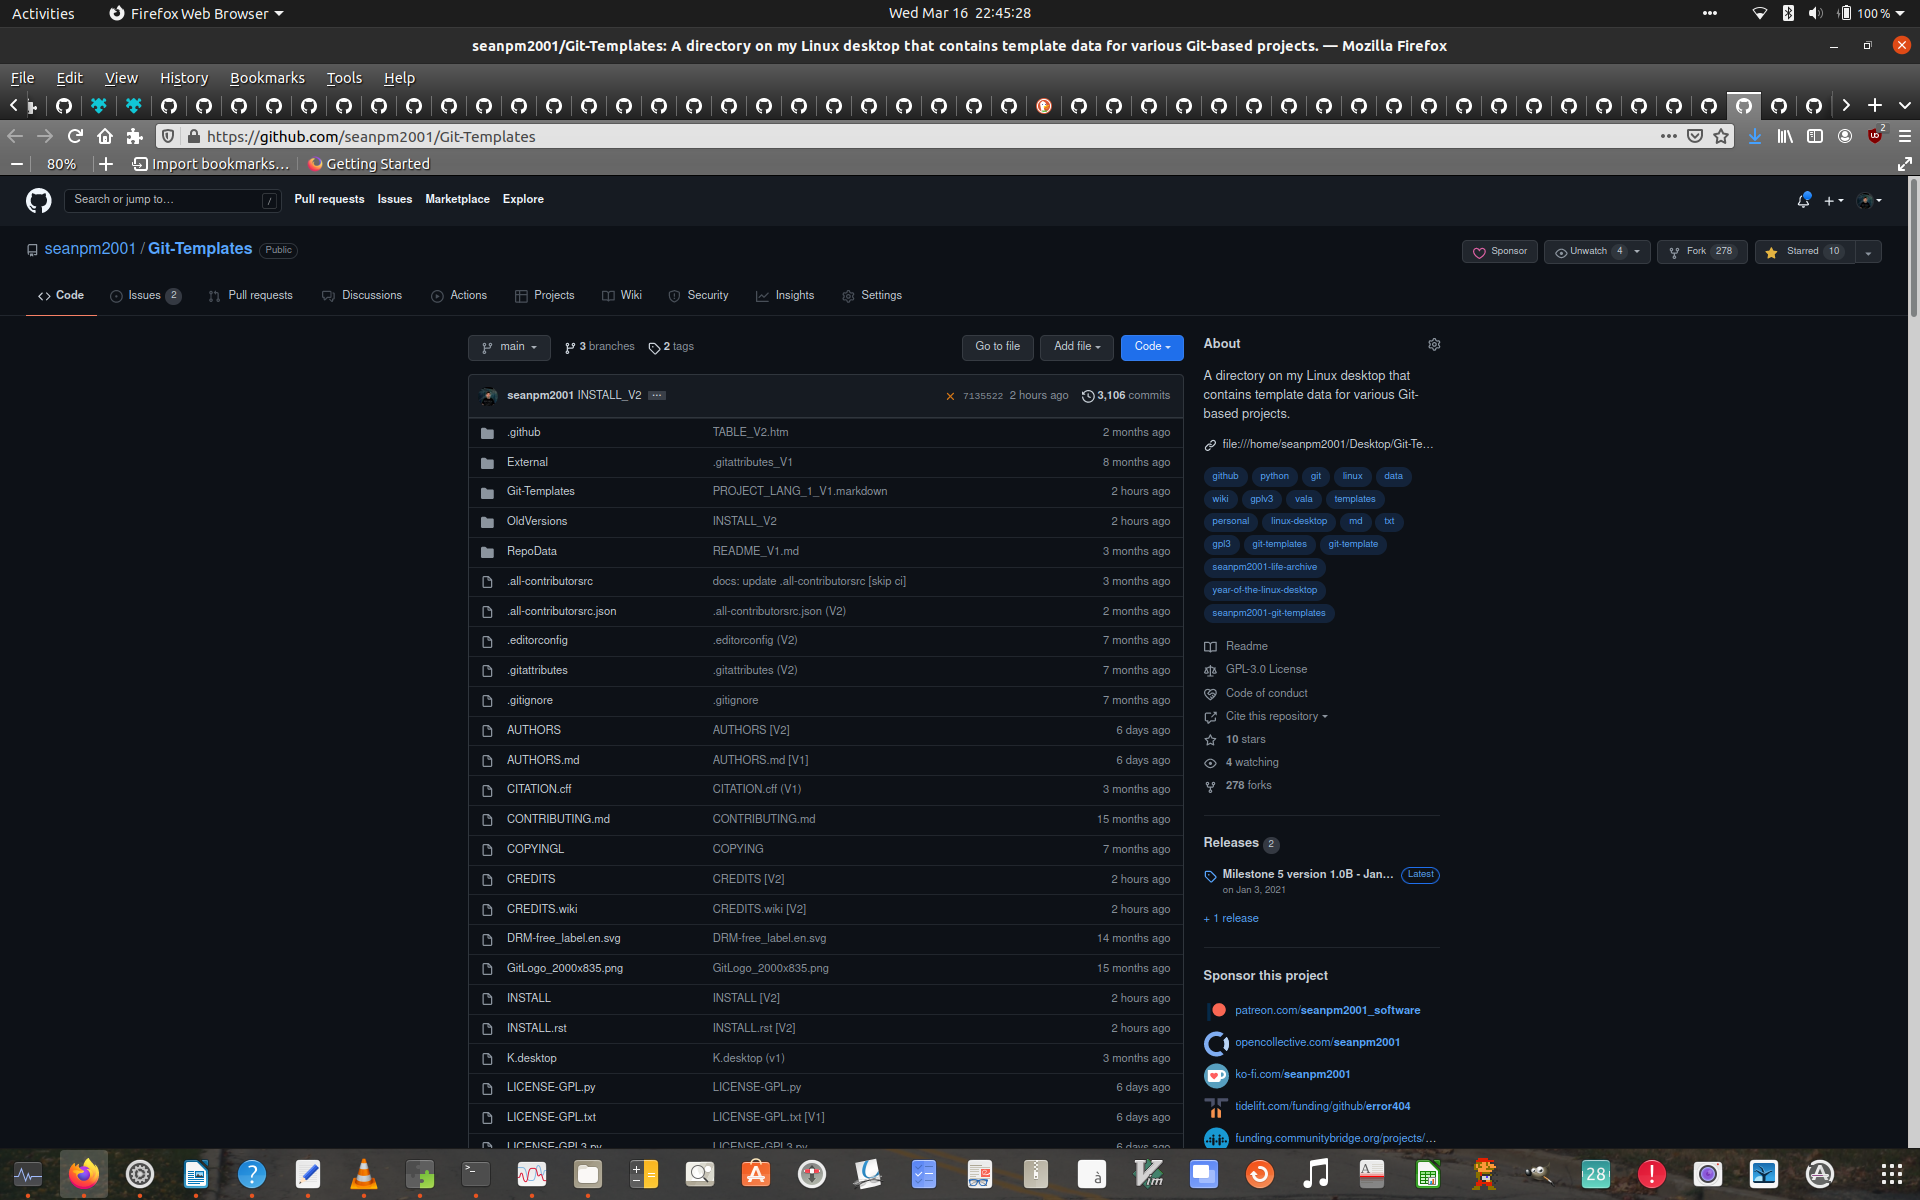 Activities Firefox Web Browser Wed Mar 16 22:45:28 100 %
seanpm2001/Git-Templates: A directory on my Linux desktop that contains template data for various Git-based projects. — Mozilla Firefox
File Edit View History Bookmarks Tools Help
https://github.com/seanpm2001/Git-Templates 2
80% Import bookmarks… Getting Started
Search or jump to… / Pull requests Issues Marketplace Explore
seanpm2001 / Git-Templates Public Sponsor Unwatch 4 Fork 278 Starred 10
Code Issues 2 Pull requests Discussions Actions Projects Wiki Security Insights Settings
main 3 branches 2 tags Go to file Add file Code
seanpm2001 INSTALL_V2 7135522 2 hours ago 3,106 commits
.github TABLE_V2.htm 2 months ago
External .gitattributes_V1 8 months ago
Git-Templates PROJECT_LANG_1_V1.markdown 2 hours ago
OldVersions INSTALL_V2 2 hours ago
RepoData README_V1.md 3 months ago
.all-contributorsrc docs: update .all-contributorsrc [skip ci] 3 months ago
.all-contributorsrc.json .all-contributorsrc.json (V2) 2 months ago
.editorconfig .editorconfig (V2) 7 months ago
.gitattributes .gitattributes (V2) 7 months ago
.gitignore .gitignore 7 months ago
AUTHORS AUTHORS [V2] 6 days ago
AUTHORS.md AUTHORS.md [V1] 6 days ago
CITATION.cff CITATION.cff (V1) 3 months ago
CONTRIBUTING.md CONTRIBUTING.md 15 months ago
COPYINGL COPYING 7 months ago
CREDITS CREDITS [V2] 2 hours ago
CREDITS.wiki CREDITS.wiki [V2] 2 hours ago
DRM-free_label.en.svg DRM-free_label.en.svg 14 months ago
GitLogo_2000x835.png GitLogo_2000x835.png 15 months ago
INSTALL INSTALL [V2] 2 hours ago
INSTALL.rst INSTALL.rst [V2] 2 hours ago
K.desktop K.desktop (v1) 3 months ago
LICENSE-GPL.py LICENSE-GPL.py 6 days ago
LICENSE-GPL.txt LICENSE-GPL.txt [V1] 6 days ago
LICENSE-GPL3.py LICENSE-GPL3.py 6 days ago
About
A directory on my Linux desktop that
contains template data for various Git-
based projects.
file:///home/seanpm2001/Desktop/Git-Te…
github python git linux data
wiki gplv3 vala templates
personal linux-desktop md txt
gpl3 git-templates git-template
seanpm2001-life-archive
year-of-the-linux-desktop
seanpm2001-git-templates
Readme
GPL-3.0 License
Code of conduct
Cite this repository
10 stars
4 watching
278 forks
Releases 2
Milestone 5 version 1.0B - Jan… Latest
on Jan 3, 2021
+ 1 release
Sponsor this project
patreon.com/seanpm2001_software
opencollective.com/seanpm2001
ko-fi.com/seanpm2001
tidelift.com/funding/github/error404
funding.communitybridge.org/projects/…
28